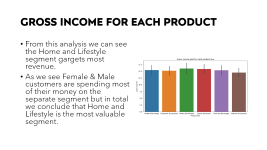 GROSS INCOME FOR EACH PRODUCT
• From this analysis we can see
the Home and Lifestyle
segment gargets most
revenue.
• As we see Female & Male
customers are spending most
of their money on the
separate segment but in total
we conclude that Home and
Lifestyle is the most valuable
segment.